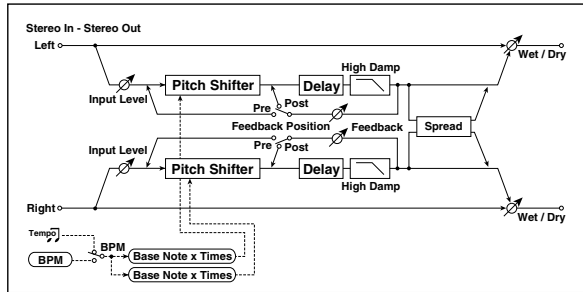 Stereo In - Stereo Out
Left
Wet / Dry
High Damp
Pitch Shifter
Delay
Input Level
Pre
Post
Feedback Position
Feedback
Spread
Input Level
Pre
Post
Pitch Shifter
Delay
High Damp
Right
Wet / Dry
Tempo
BPM
BPM
Base Note x Times
Base Note x Times